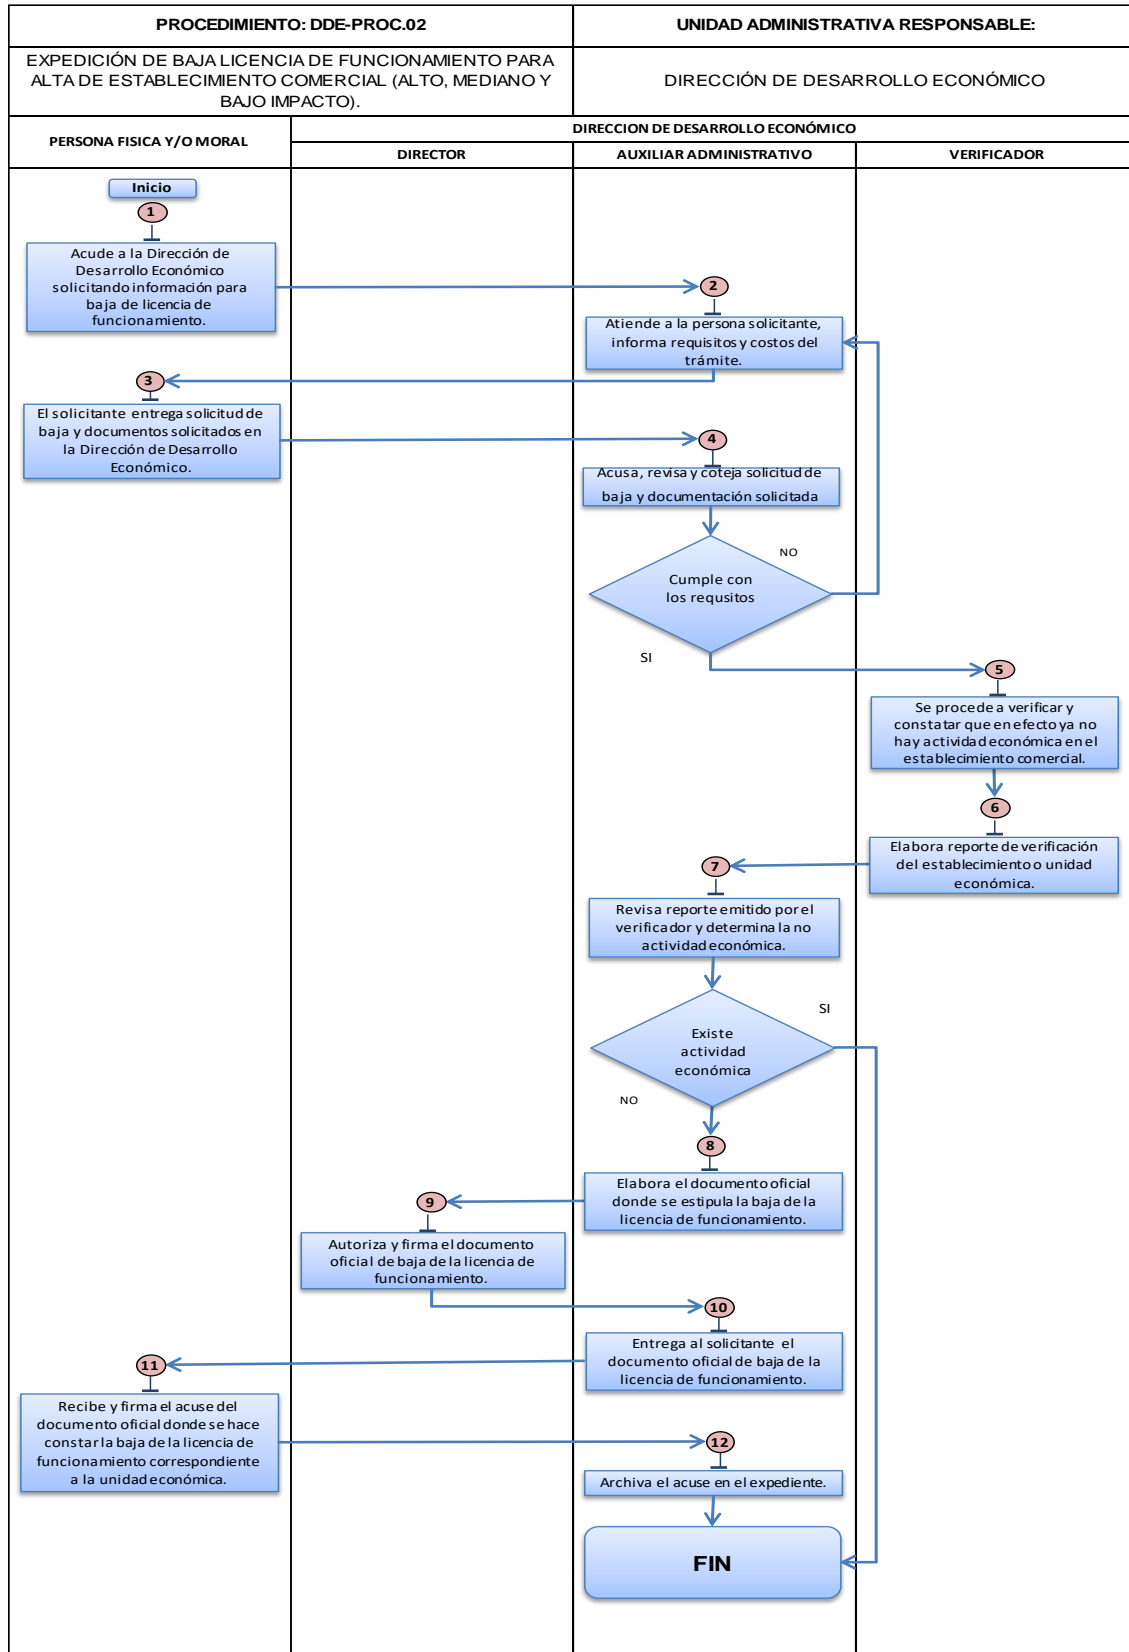 PROCEDIMIENTO: DDE-PROC.02
UNIDAD ADMINISTRATIVA RESPONSABLE:
EXPEDICIÓN DE BAJA LICENCIA DE FUNCIONAMIENTO PARA
ALTA DE ESTABLECIMIENTO COMERCIAL (ALTO, MEDIANO Y
BAJO IMPACTO).
DIRECCIÓN DE DESARROLLO ECONÓMICO
PERSONA FISICA Y/O MORAL
DIRECCION DE DESARROLLO ECONÓMICO
DIRECTOR
AUXILIAR ADMINISTRATIVO
VERIFICADOR
Inicio
1
Acude a la Dirección de
Desarrollo Económico
solicitando información para
baja de licencia de
funcionamiento.
2
Atiende a la persona solicitante,
informa requisitos y costos del
trámite.
3
El solicitante entrega solicitud de
baja y documentos solicitados en
la Dirección de Desarrollo
Económico.
4
Acusa, revisa y coteja solicitud de
baja y documentación solicitada
NO
Cumple con
los requsitos
SI
5
Se procede a verificar y
constatar que en efecto ya no
hay actividad económica en el
establecimiento comercial.
6
Elabora reporte de verificación
del establecimiento o unidad
económica.
7
Revisa reporte emitido por el
verificador y determina la no
actividad económica.
SI
Existe
actividad
económica
NO
8
Elabora el documento oficial
donde se estipula la baja de la
licencia de funcionamiento.
9
Autoriza y firma el documento
oficial de baja de la licencia de
funcionamiento.
10
Entrega al solicitante el
documento oficial de baja de la
licencia de funcionamiento.
11
Recibe y firma el acuse del
documento oficial donde se hace
constar la baja de la licencia de
funcionamiento correspondiente
a la unidad económica.
12
Archiva el acuse en el expediente.
FIN